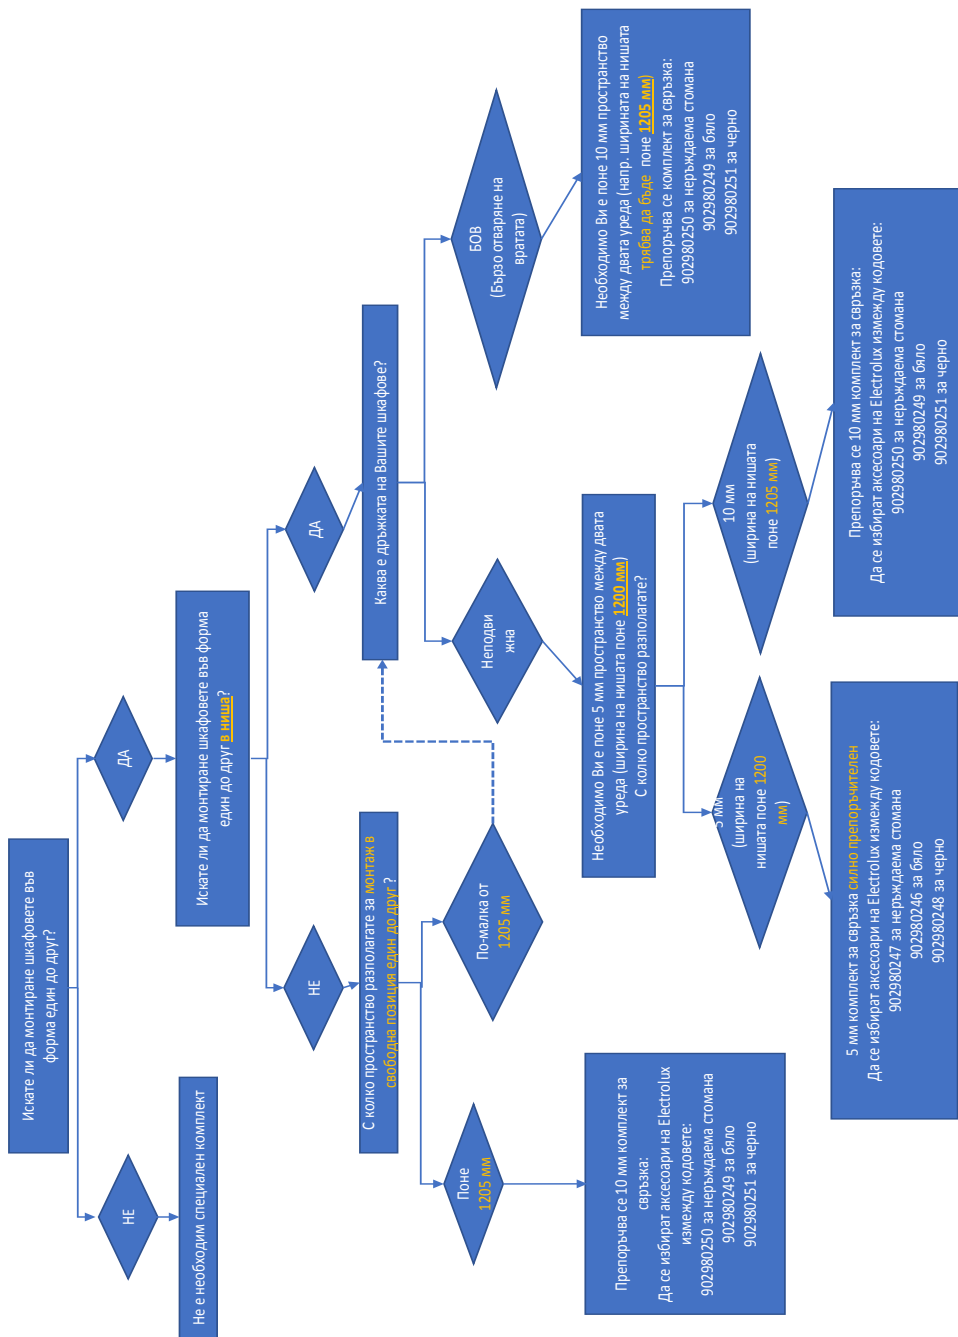 Искате ли да монтиране шкафовете във
форма един до друг?
НЕ
ДА
Не е необходим специален комплект
Искате ли да монтиране шкафовете във форма
един до друг в ниша?
НЕ
ДА
С колко пространство разполагате за монтаж в
свободна позиция един до друг ?
Каква е дръжката на Вашите шкафове?
Поне
1205 мм
По-малка от
1205 мм
Неподви
жна
БОВ
(Бързо отваряне на
вратата)
Препоръчва се 10 мм комплект за
свръзка:
Да се избират аксесоари на Electrolux
измежду кодовете:
902980250 за неръждаема стомана
902980249 за бяло
902980251 за черно
Необходимо Ви е поне 5 мм пространство между двата
уреда (ширина на нишата поне 1200 мм)
С колко пространство разполагате?
Необходимо Ви е поне 10 мм пространство
между двата уреда (напр. ширината на нишата
трябва да бъде поне 1205 мм)
Препоръчва се комплект за свръзка:
902980250 за неръждаема стомана
902980249 за бяло
902980251 за черно
5 мм
(ширина на
нишата поне 1200
мм)
10 мм
(ширина на нишата
поне 1205 мм)
5 мм комплект за свръзка силно препоръчителен
Да се избират аксесоари на Electrolux измежду кодовете:
902980247 за неръждаема стомана
902980246 за бяло
902980248 за черно
Препоръчва се 10 мм комплект за свръзка:
Да се избират аксесоари на Electrolux измежду кодовете:
902980250 за неръждаема стомана
902980249 за бяло
902980251 за черно